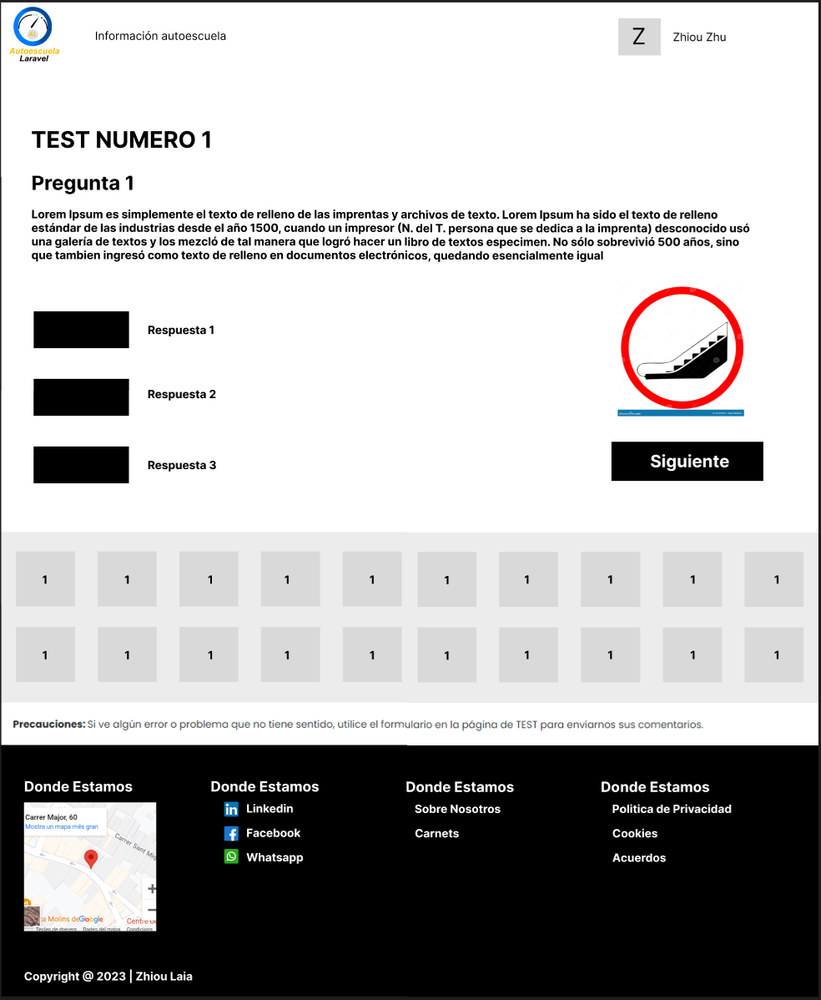 AL
Autoescuela
Laravel
Información autoescuela
Z
Zhiou Zhu
TEST NUMERO 1
Pregunta 1
Lorem Ipsum es simplemente el texto de relleno de las imprentas y archivos de texto. Lorem Ipsum ha sido el texto de relleno
estándar de las industrias desde el año 1500, cuando un impresor (N. del T. persona que se dedica a la imprenta) desconocido usó
una galería de textos y los mezcló de tal manera que logró hacer un libro de textos especimen. No sólo sobrevivió 500 años, sino
que tambien ingresó como texto de relleno en documentos electrónicos, quedando esencialmente igual
Respuesta 1
Respuesta 2
Respuesta 3
Siguiente
1 1 1 1 1 1 1 1 1 1
1 1 1 1 1 1 1 1 1 1
Precauciones: Si ve algún error o problema que no tiene sentido, utilice el formulario en la página de TEST para enviarnos sus comentarios.
Donde Estamos
Carrer Major, 60
Mostra un mapa més gran
Carrer Sant Miq
ta Molins de
Google
Centre de
Tecles de drecera
Dades del mapa
Condicions
Donde Estamos
Linkedin
Facebook
Whatsapp
Donde Estamos
Sobre Nosotros
Carnets
Donde Estamos
Politica de Privacidad
Cookies
Acuerdos
Copyright @ 2023 | Zhiou Laia